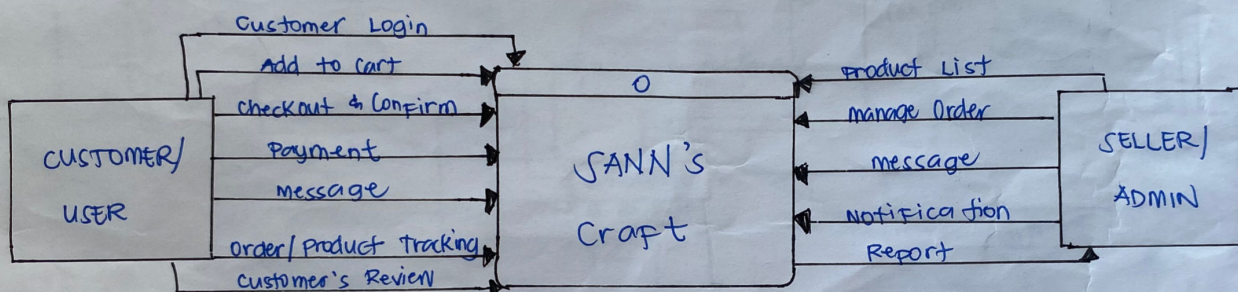 Customer Login
Add to Cart
Checkout & Confirm
Payment
message
Order/Product Tracking
Customer's Review
CUSTOMER/
USER
O
SANN's
Craft
Product List
manage Order
message
Notification
Report
SELLER/
ADMIN